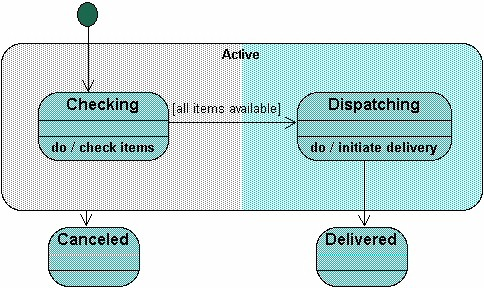 Active
Checking
[all items available]
Dispatching
do / check items
do / initiate delivery
Canceled
Delivered